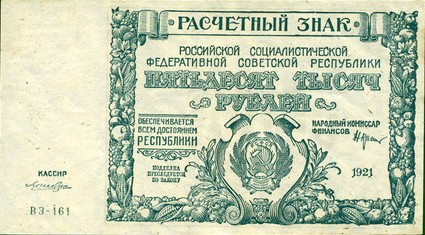 РАСЧЕТНЫЙ ЗНАК
РОССИЙСКОЙ СОЦИАЛИСТИЧЕСКОЙ
ФЕДЕРАТИВНОЙ СОВЕТСКОЙ РЕСПУБЛИКИ
ПЯТЬДЕСЯТ ТЫСЯЧ
РУБЛЕЙ
ОБЕСПЕЧИВАЕТСЯ
ВСЕМ ДОСТОЯНИЕМ
РЕСПУБЛИКИ
НАРОДНЫЙ КОМИССАР
ФИНАНСОВ
ПОДДЕЛКА
ПРЕСЛЕДУЕТСЯ
ПО ЗАКОНУ
КАССИР
1921
ВЗ-161